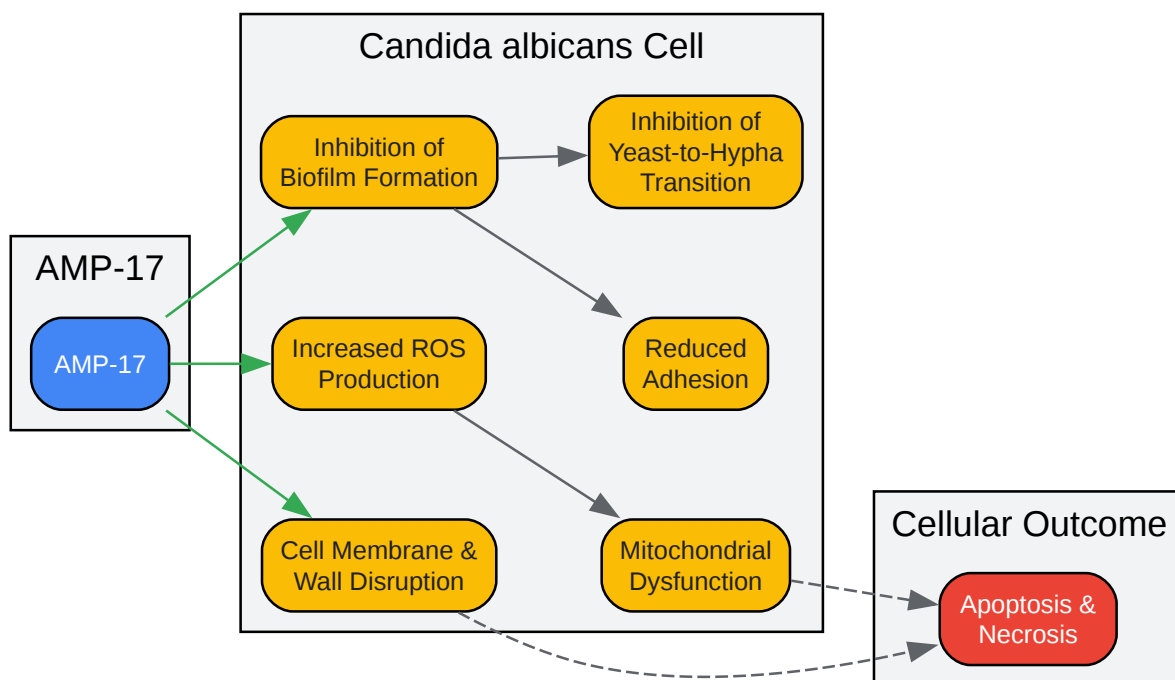 Candida albicans Cell
Inhibition of
Biofilm Formation
Inhibition of
Yeast-to-Hypha
Transition
AMP-17
AMP-17
Increased ROS
Production
Reduced
Adhesion
Cell Membrane &
Wall Disruption
Mitochondrial
Dysfunction
Cellular Outcome
Apoptosis &
Necrosis